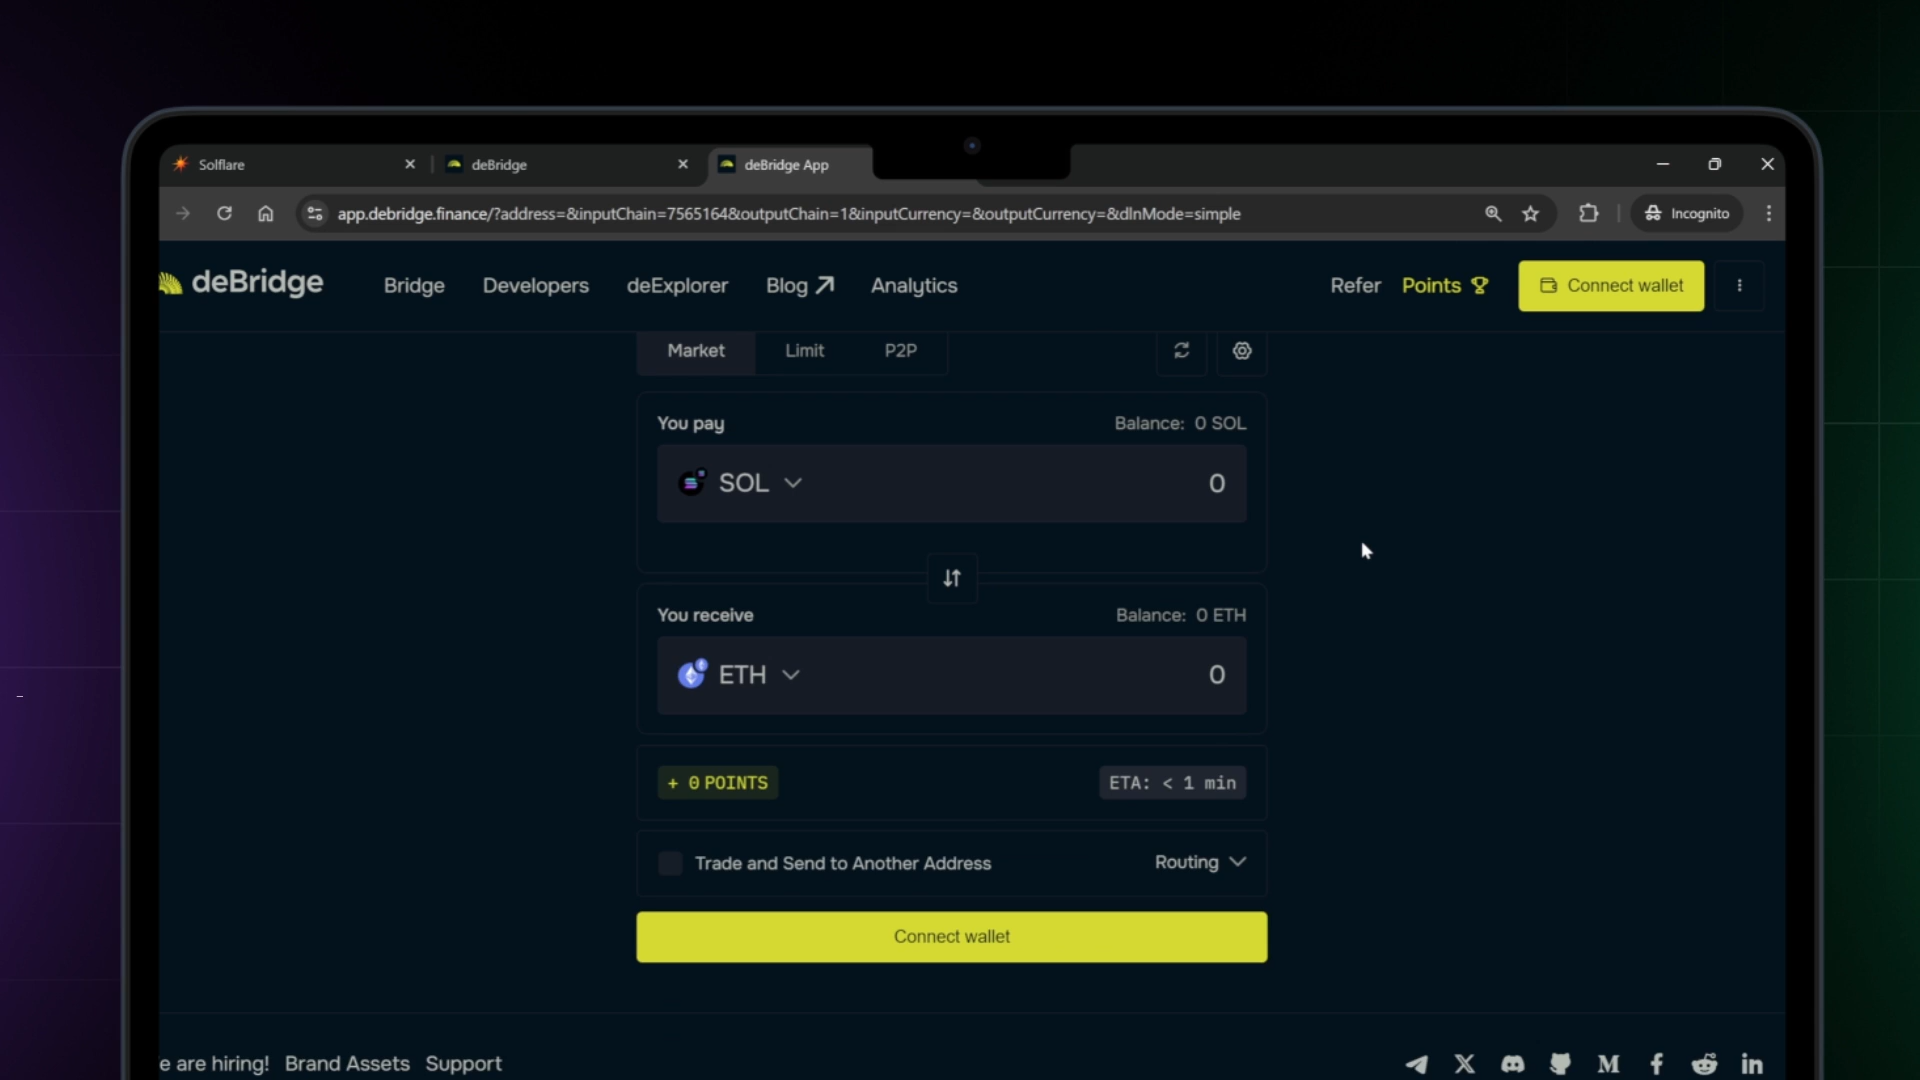 Solflare
deBridge
deBridge App
app.debridge.finance/?address=&inputChain=7565164&outputChain=1&inputCurrency=&outputCurrency=&dlnMode=simple
Incognito
deBridge
Bridge
Developers
deExplorer
Blog
Analytics
Refer
Points
Connect wallet
Market
Limit
P2P
You pay
Balance: 0 SOL
SOL
0
You receive
Balance: 0 ETH
ETH
0
+ 0 POINTS
ETA: < 1 min
Trade and Send to Another Address
Routing
Connect wallet
e are hiring!
Brand Assets
Support